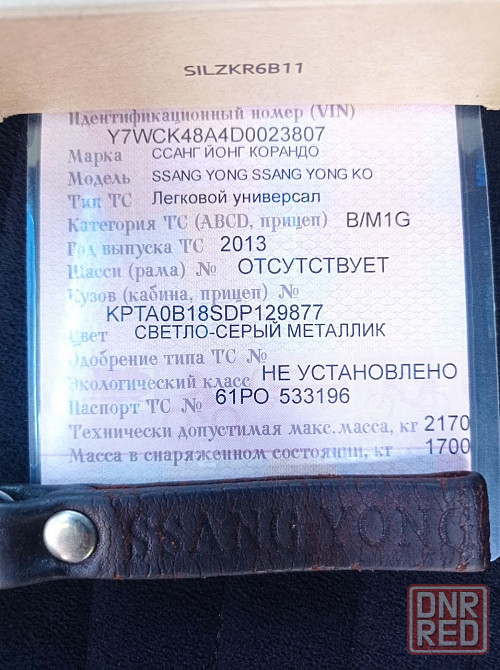 SILZKR6B11
Идентификационный номер (VIN)
Y7WCK48A4D0023807
Марка ССАНГ ЙОНГ КОРАНДО
Модель SSANG YONG SSANG YONG KO
Тип ТС Легковой универсал
Категория ТС (ABCD, прицеп) B/M1G
Год выпуска ТС 2013
Шасси (рама) № ОТСУТСТВУЕТ
Кузов (кабина, прицеп) №
KPTA0B18SDP129877
Цвет СВЕТЛО-СЕРЫЙ МЕТАЛЛИК
Одобрение типа ТС №
Экологический класс НЕ УСТАНОВЛЕНО
Паспорт ТС № 61РО 533196
Технически допустимая макс.масса, кг 2170
Масса в снаряженном состоянии, кг 1700
SSANG YONG
DNR
RED